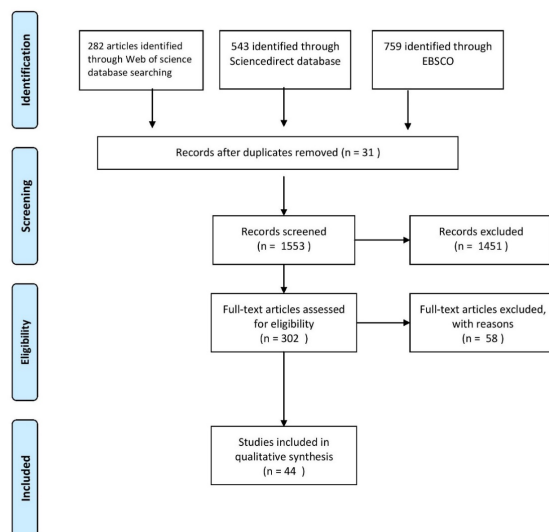 Identification
282 articles identified
through Web of science
database searching
543 identified through
Sciencedirect database
759 identified through
EBSCO
Records after duplicates removed (n = 31 )
Screening
Records screened
(n = 1553 )
Records excluded
(n = 1451 )
Eligibility
Full-text articles assessed
for eligibility
(n = 302 )
Full-text articles excluded,
with reasons
(n = 58 )
Included
Studies included in
qualitative synthesis
(n = 44 )